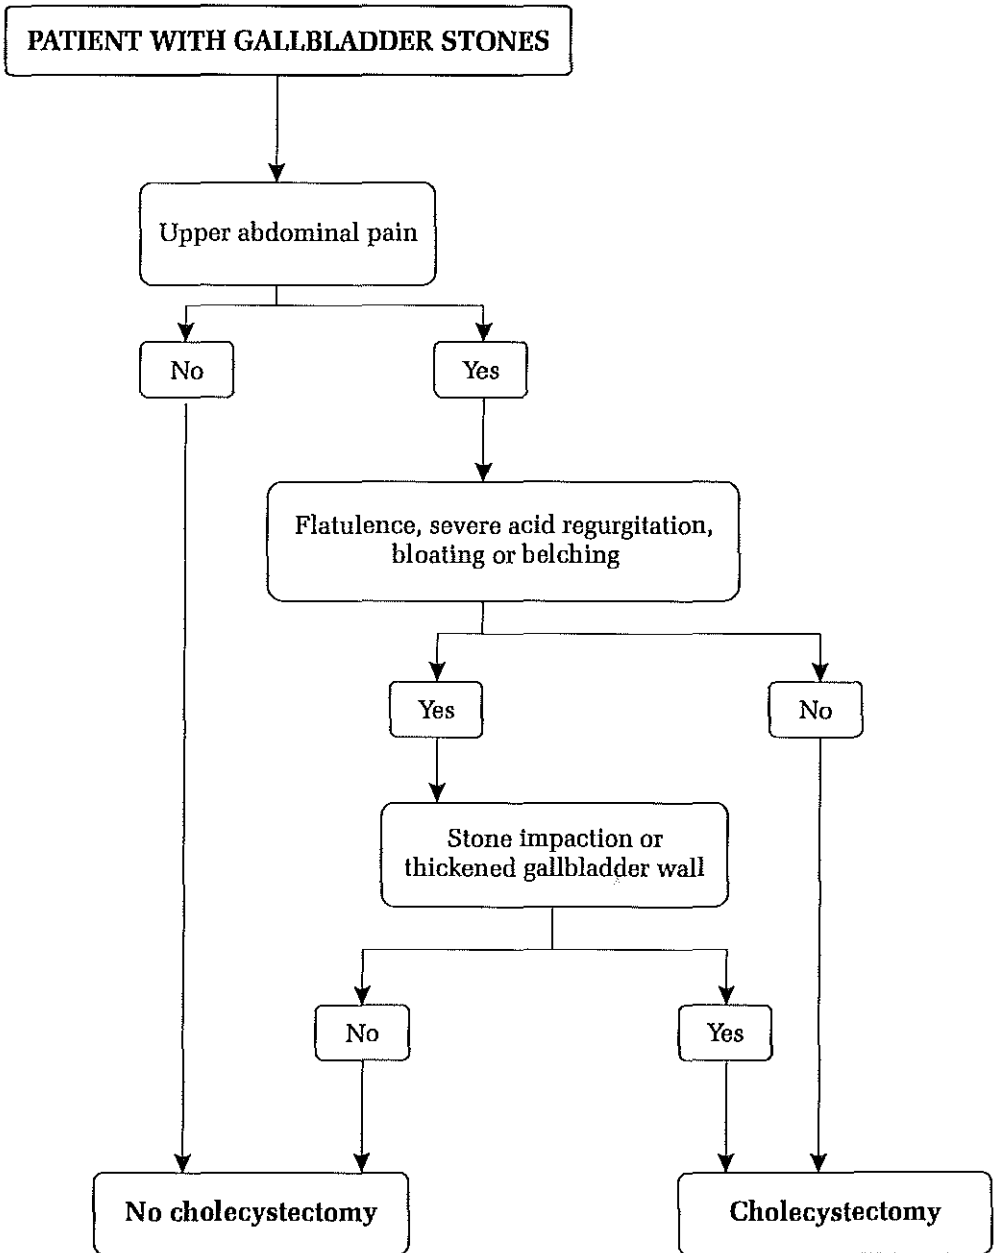 PATIENT WITH GALLBLADDER STONES
Upper abdominal pain
No
Yes
Flatulence, severe acid regurgitation,
bloating or belching
Yes
No
Stone impaction or
thickened gallbladder wall
No
Yes
No cholecystectomy
Cholecystectomy